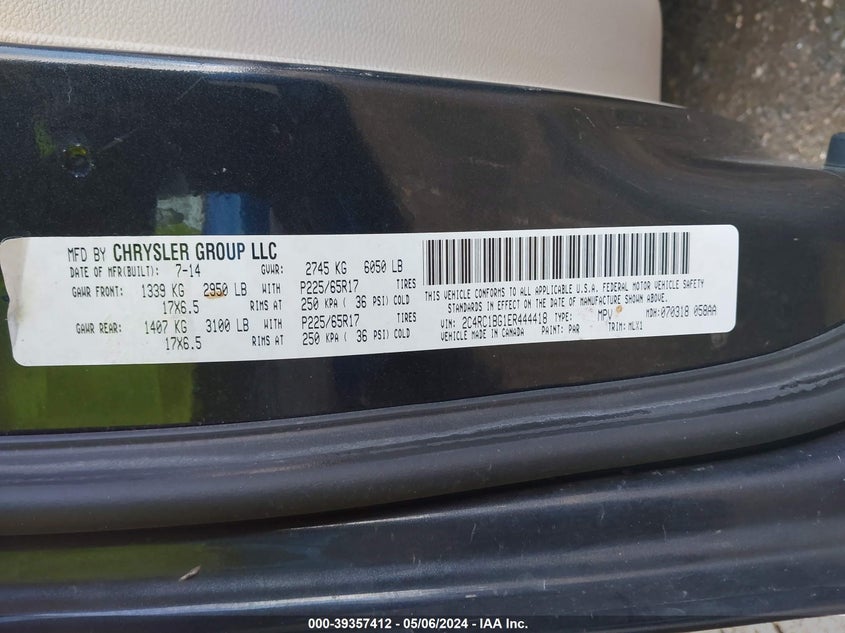 MFD BY CHRYSLER GROUP LLC
DATE OF MFR(BUILT): 7-14 GVWR: 2745 KG 6050 LB
GAWR FRONT: 1339 KG 2950 LB WITH P225/65R17 TIRES
17X6.5 RIMS AT 250 KPA ( 36 PSI) COLD
GAWR REAR: 1407 KG 3100 LB WITH P225/65R17 TIRES
17X6.5 RIMS AT 250 KPA ( 36 PSI) COLD
THIS VEHICLE CONFORMS TO ALL APPLICABLE U.S.A. FEDERAL MOTOR VEHICLE SAFETY
STANDARDS IN EFFECT ON THE DATE OF MANUFACTURE SHOWN ABOVE.
VIN: 2C4RC1BG1ER444418 TYPE: MPV MDH:070318 058AA
VEHICLE MADE IN CANADA PAINT: PAR TRIM: MLX1
000-39357412 - 05/06/2024 - IAA Inc.